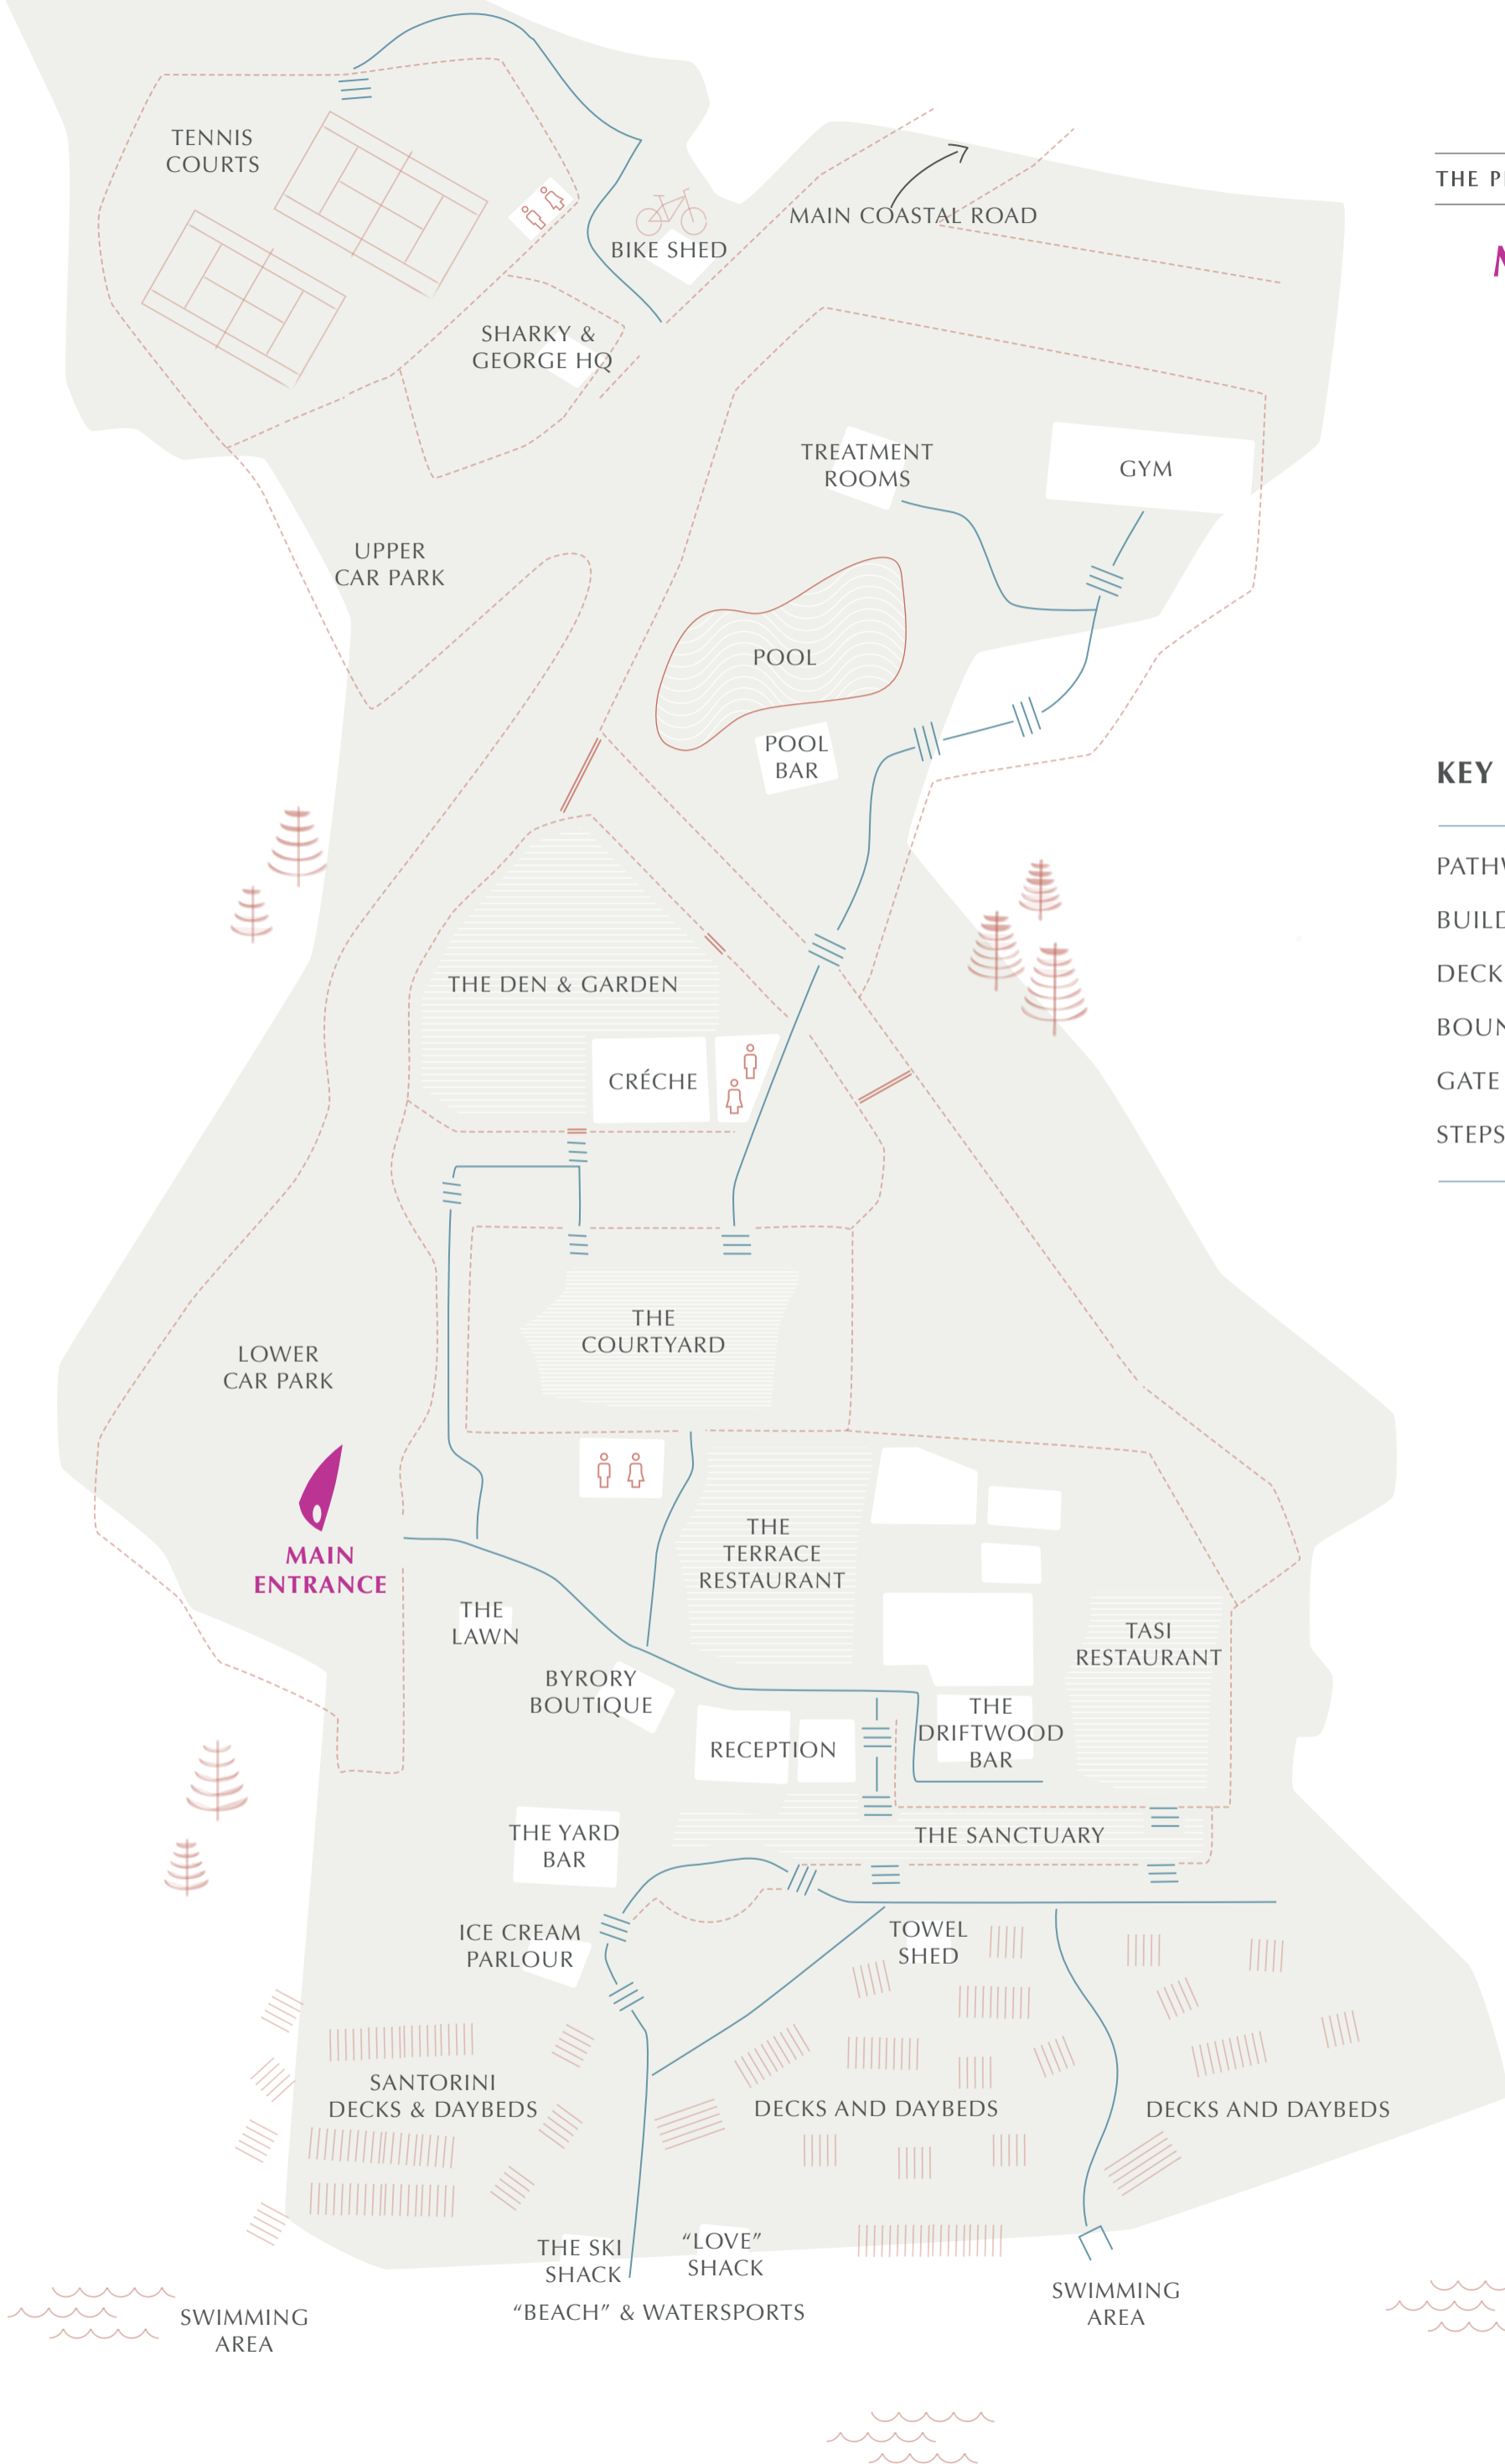 TENNIS
COURTS
BIKE SHED
MAIN COASTAL ROAD
THE P
SHARKY &
GEORGE HQ
TREATMENT
ROOMS
GYM
UPPER
CAR PARK
POOL
POOL
BAR
KEY
PATHW
BUILD
DECK
BOUN
GATE
STEPS
THE DEN & GARDEN
CRÉCHE
THE
COURTYARD
LOWER
CAR PARK
MAIN
ENTRANCE
THE
TERRACE
RESTAURANT
THE
LAWN
TASI
RESTAURANT
BYRORY
BOUTIQUE
THE
DRIFTWOOD
BAR
RECEPTION
THE YARD
BAR
THE SANCTUARY
ICE CREAM
PARLOUR
TOWEL
SHED
SANTORINI
DECKS & DAYBEDS
DECKS AND DAYBEDS
DECKS AND DAYBEDS
THE SKI
SHACK
“LOVE”
SHACK
“BEACH” & WATERSPORTS
SWIMMING
AREA
SWIMMING
AREA